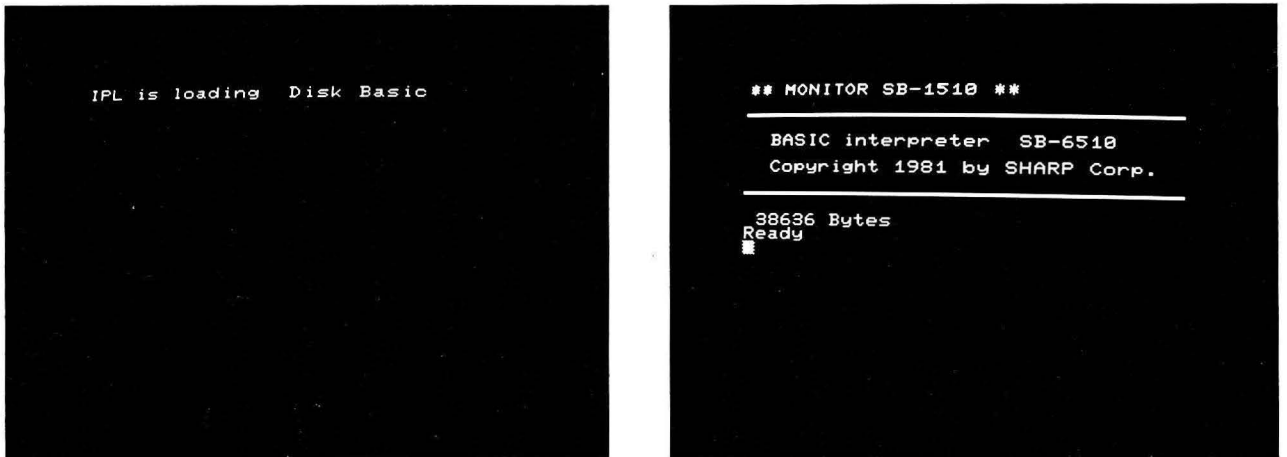 IPL is loading Disk Basic
** MONITOR SB-1510 **
BASIC interpreter SB-6510
Copyright 1981 by SHARP Corp.
38636 Bytes
Ready